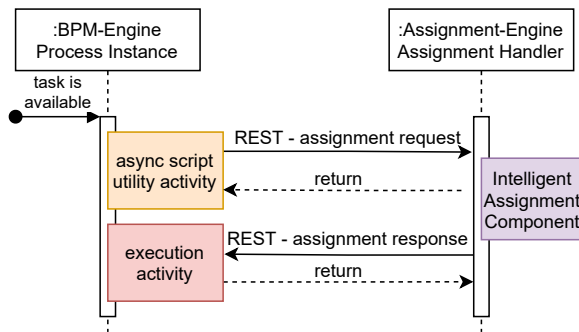 :BPM-Engine
Process Instance
:Assignment-Engine
Assignment Handler
task is
available
REST - assignment request
async script
utility activity
return
Intelligent
Assignment
Component
REST - assignment response
execution
activity
return